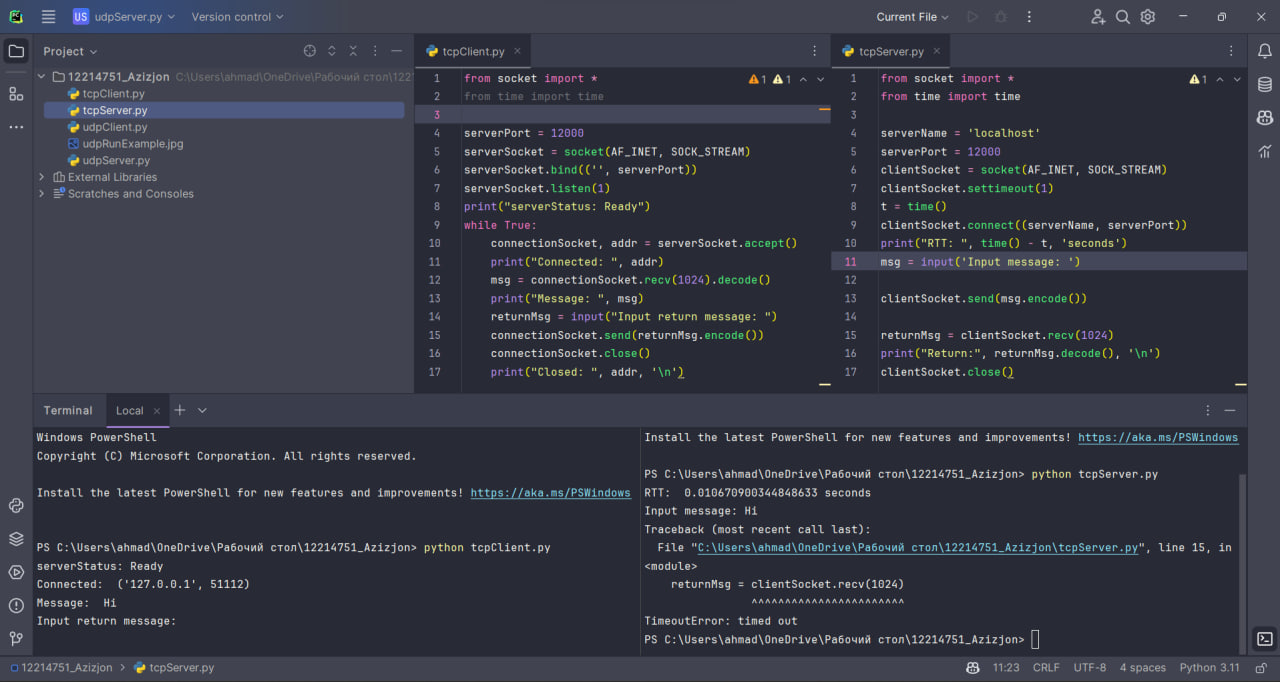 US udpServer.py Version control Current File
Project
12214751_Azizjon C:\Users\ahmad\OneDrive\Рабочий стол\122
tcpClient.py
tcpServer.py
udpClient.py
udpRunExample.jpg
udpServer.py
External Libraries
Scratches and Consoles
tcpClient.py
1 from socket import *
2 from time import time
3
4 serverPort = 12000
5 serverSocket = socket(AF_INET, SOCK_STREAM)
6 serverSocket.bind(('', serverPort))
7 serverSocket.listen(1)
8 print("serverStatus: Ready")
9 while True:
10 connectionSocket, addr = serverSocket.accept()
11 print("Connected: ", addr)
12 msg = connectionSocket.recv(1024).decode()
13 print("Message: ", msg)
14 returnMsg = input("Input return message: ")
15 connectionSocket.send(returnMsg.encode())
16 connectionSocket.close()
17 print("Closed: ", addr, '\n')
1 1
tcpServer.py
1 from socket import *
2 from time import time
3
4 serverName = 'localhost'
5 serverPort = 12000
6 clientSocket = socket(AF_INET, SOCK_STREAM)
7 clientSocket.settimeout(1)
8 t = time()
9 clientSocket.connect((serverName, serverPort))
10 print("RTT: ", time() - t, 'seconds')
11 msg = input('Input message: ')
12
13 clientSocket.send(msg.encode())
14
15 returnMsg = clientSocket.recv(1024)
16 print("Return:", returnMsg.decode(), '\n')
17 clientSocket.close()
1
Terminal Local
Windows PowerShell
Copyright (C) Microsoft Corporation. All rights reserved.
Install the latest PowerShell for new features and improvements! https://aka.ms/PSWindows
PS C:\Users\ahmad\OneDrive\Рабочий стол\12214751_Azizjon> python tcpClient.py
serverStatus: Ready
Connected:  ('127.0.0.1', 51112)
Message:  Hi
Input return message:
Install the latest PowerShell for new features and improvements! https://aka.ms/PSWindows
PS C:\Users\ahmad\OneDrive\Рабочий стол\12214751_Azizjon> python tcpServer.py
RTT:  0.010670900344848633 seconds
Input message: Hi
Traceback (most recent call last):
File "C:\Users\ahmad\OneDrive\Рабочий стол\12214751_Azizjon\tcpServer.py", line 15, in
<module>
returnMsg = clientSocket.recv(1024)
^^^^^^^^^^^^^^^^^^^^^^^
TimeoutError: timed out
PS C:\Users\ahmad\OneDrive\Рабочий стол\12214751_Azizjon>
12214751_Azizjon > tcpServer.py 11:23 CRLF UTF-8 4 spaces Python 3.11